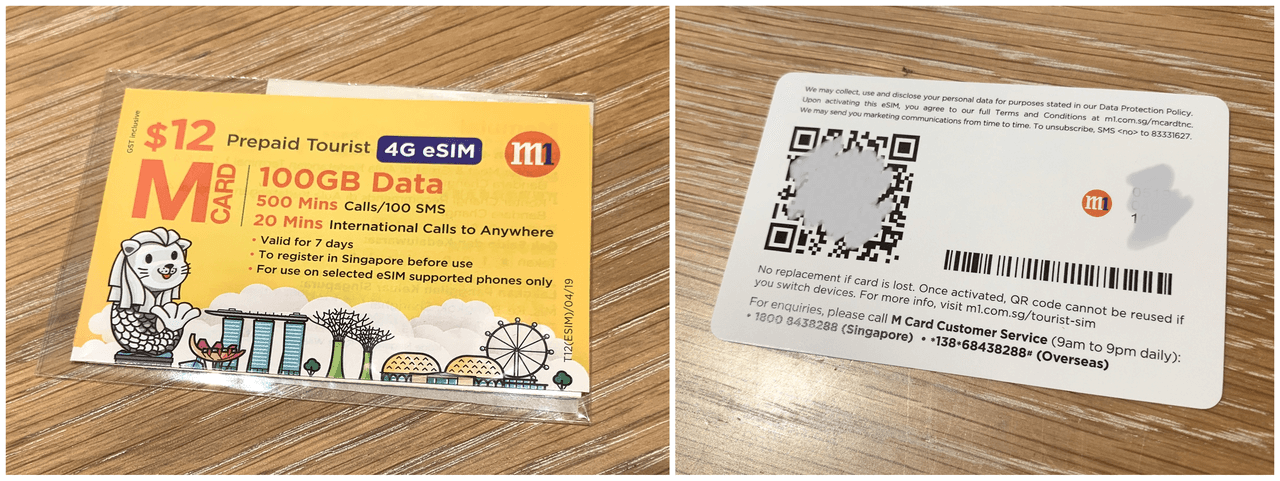 GST inclusive
$12 Prepaid Tourist 4G eSIM
m1
M CARD
100GB Data
500 Mins Calls/100 SMS
20 Mins International Calls to Anywhere
• Valid for 7 days
• To register in Singapore before use
• For use on selected eSIM supported phones only
T12(ESIM)/04/19
We may collect, use and disclose your personal data for purposes stated in our Data Protection Policy.
Upon activating this eSIM, you agree to our full Terms and Conditions at m1.com.sg/mcardtnc.
We may send you marketing communications from time to time. To unsubscribe, SMS <no> to 83331627.
m1
No replacement if card is lost. Once activated, QR code cannot be reused if
you switch devices. For more info, visit m1.com.sg/tourist-sim
For enquiries, please call M Card Customer Service (9am to 9pm daily):
• 1800 8438288 (Singapore) • *138*68438288# (Overseas)